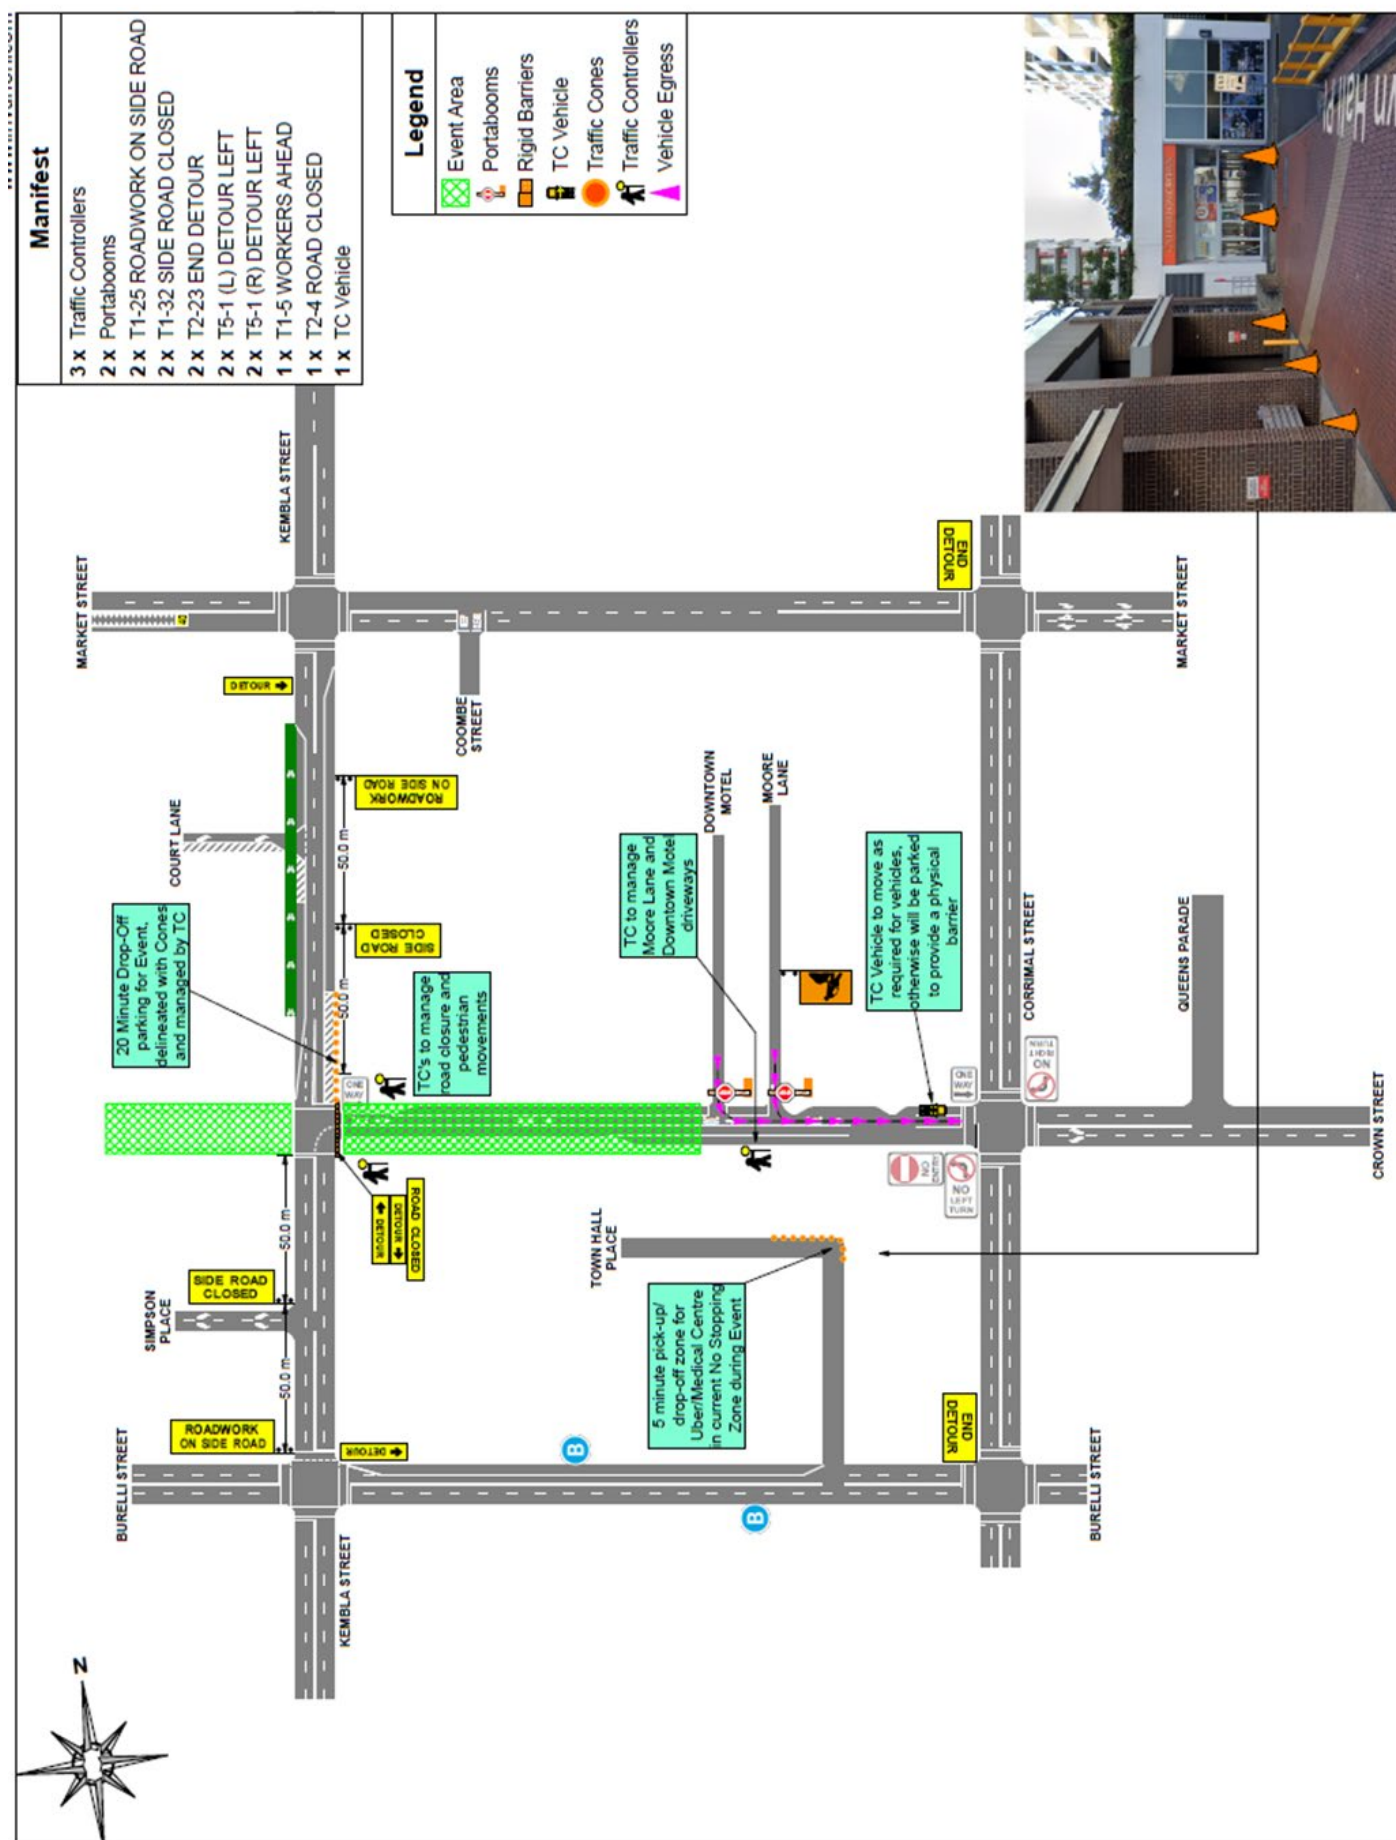 Manifest
3 x Traffic Controllers
2 x Portabooms
2 x T1-25 ROADWORK ON SIDE ROAD
2 x T1-32 SIDE ROAD CLOSED
2 x T2-23 END DETOUR
2 x T5-1 (L) DETOUR LEFT
2 x T5-1 (R) DETOUR LEFT
1 x T1-5 WORKERS AHEAD
1 x T2-4 ROAD CLOSED
1 x TC Vehicle
Legend
Event Area
Portabooms
Rigid Barriers
TC Vehicle
Traffic Cones
Traffic Controllers
Vehicle Egress
N
BURELLI STREET
SIMPSON
PLACE
COURT LANE
MARKET STREET
ROADWORK
ON SIDE ROAD
SIDE ROAD
CLOSED
50.0 m
50.0 m
20 Minute Drop-Off
parking for Event,
delineated with Cones
and managed by TC
DETOUR
40
KEMBLA STREET
KEMBLA STREET
DETOUR
ROAD CLOSED
DETOUR
DETOUR
ONE
WAY
TC's to manage
road closure and
pedestrian
movements
50.0 m
SIDE ROAD
CLOSED
50.0 m
ROADWORK
ON SIDE ROAD
COOMBE
STREET
B
B
TOWN HALL
PLACE
5 minute pick-up/
drop-off zone for
Uber/Medical Centre
in current No Stopping
Zone during Event
TC to manage
Moore Lane and
Downtown Motel
driveways
DOWNTOWN
MOTEL
MOORE
LANE
TC Vehicle to move as
required for vehicles,
otherwise will be parked
to provide a physical
barrier
NO
ENTRY
NO
LEFT
TURN
ONE
WAY
NO
RIGHT
TURN
END
DETOUR
END
DETOUR
CORRIMAL STREET
QUEENS PARADE
BURELLI STREET
CROWN STREET
MARKET STREET